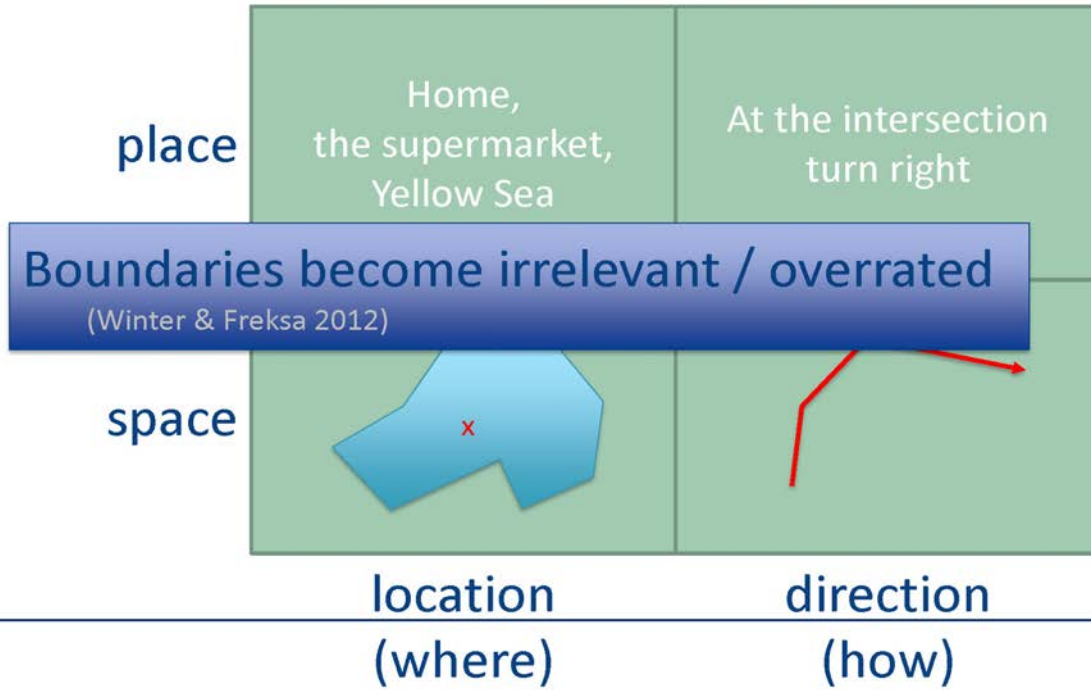 Home,
the supermarket,
Yellow Sea
At the intersection
turn right
place
Boundaries become irrelevant / overrated
(Winter & Freksa 2012)
space
x
location
direction
(where)
(how)